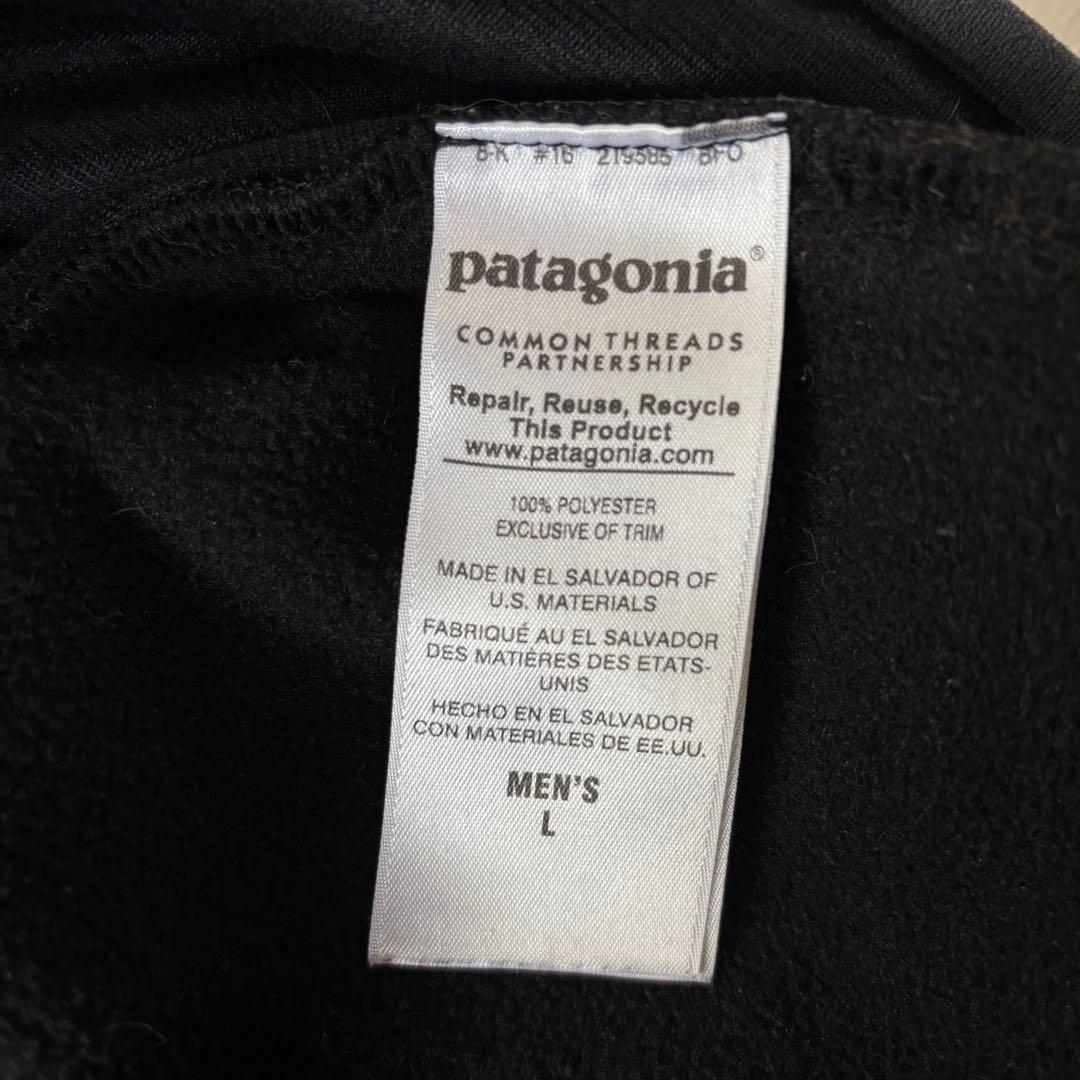 B-K #16 219585 BFO
patagonia®
COMMON THREADS
PARTNERSHIP
Repair, Reuse, Recycle
This Product
www.patagonia.com
100% POLYESTER
EXCLUSIVE OF TRIM
MADE IN EL SALVADOR OF
U.S. MATERIALS
FABRIQUÉ AU EL SALVADOR
DES MATIERES DES ETATS-
UNIS
HECHO EN EL SALVADOR
CON MATERIALES DE EE.UU.
MEN'S
L